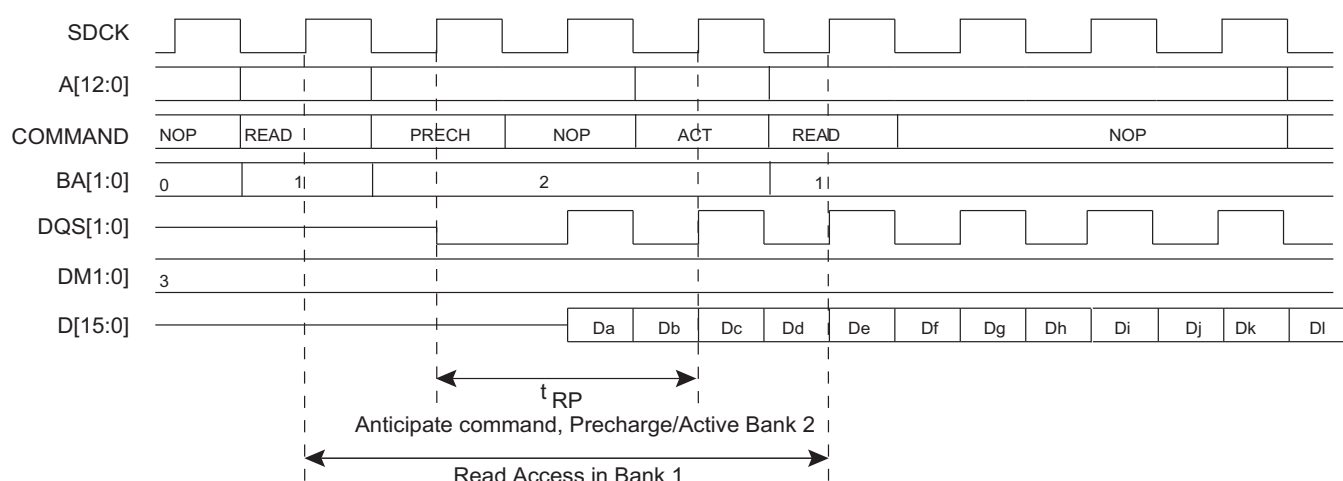 SDCK
A[12:0]
COMMAND NOP READ PRECH NOP ACT READ NOP
BA[1:0] 0 1 2 1
DQS[1:0]
DM1:0] 3
D[15:0] Da Db Dc Dd De Df Dg Dh Di Dj Dk Dl
t RP
Anticipate command, Precharge/Active Bank 2
Read Access in Bank 1